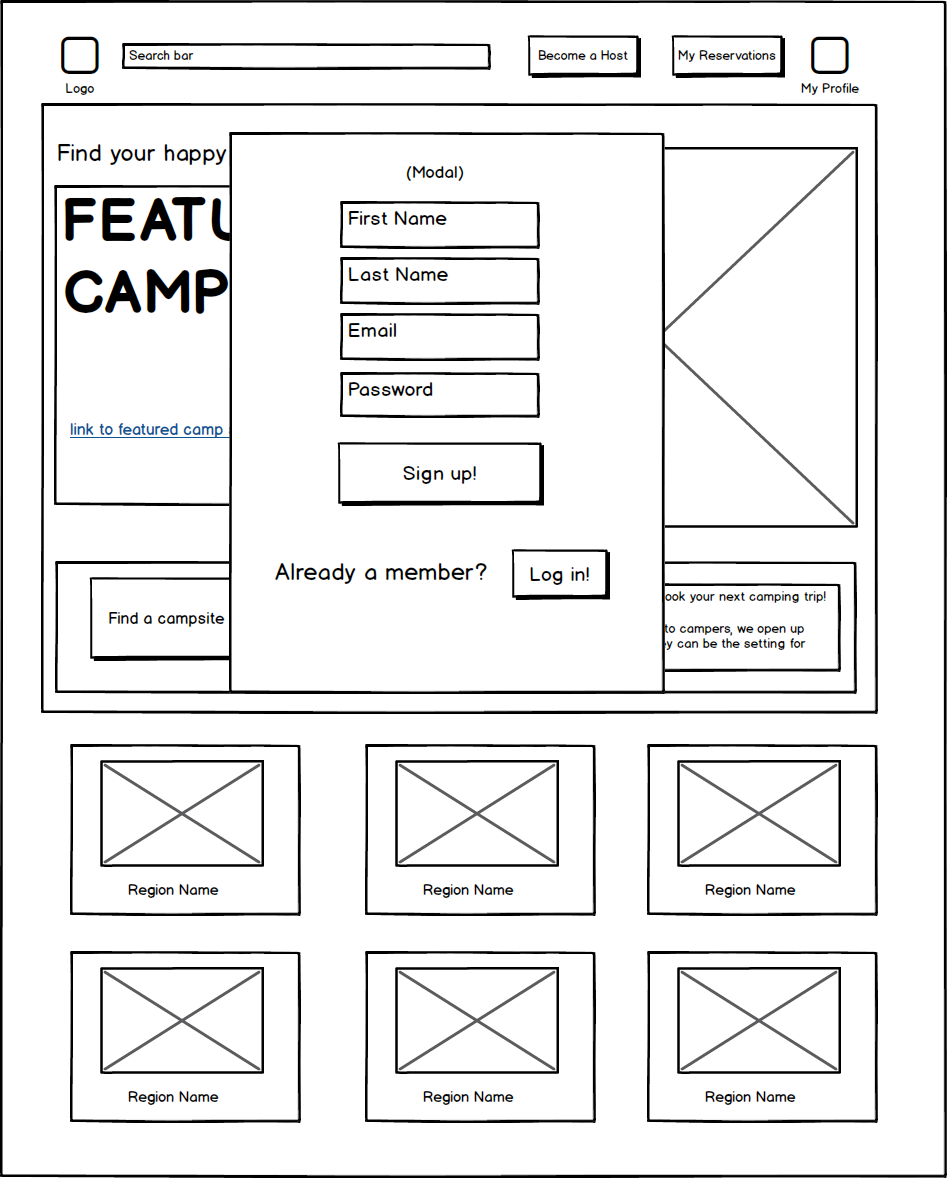 Search bar
Become a Host
My Reservations
Logo
My Profile
Find your happy
(Modal)
FEATU
CAMP
First Name
Last Name
Email
Password
link to featured camp
Sign up!
Already a member?
Log in!
Find a campsite
ook your next camping trip!
to campers, we open up
y can be the setting for
Region Name
Region Name
Region Name
Region Name
Region Name
Region Name